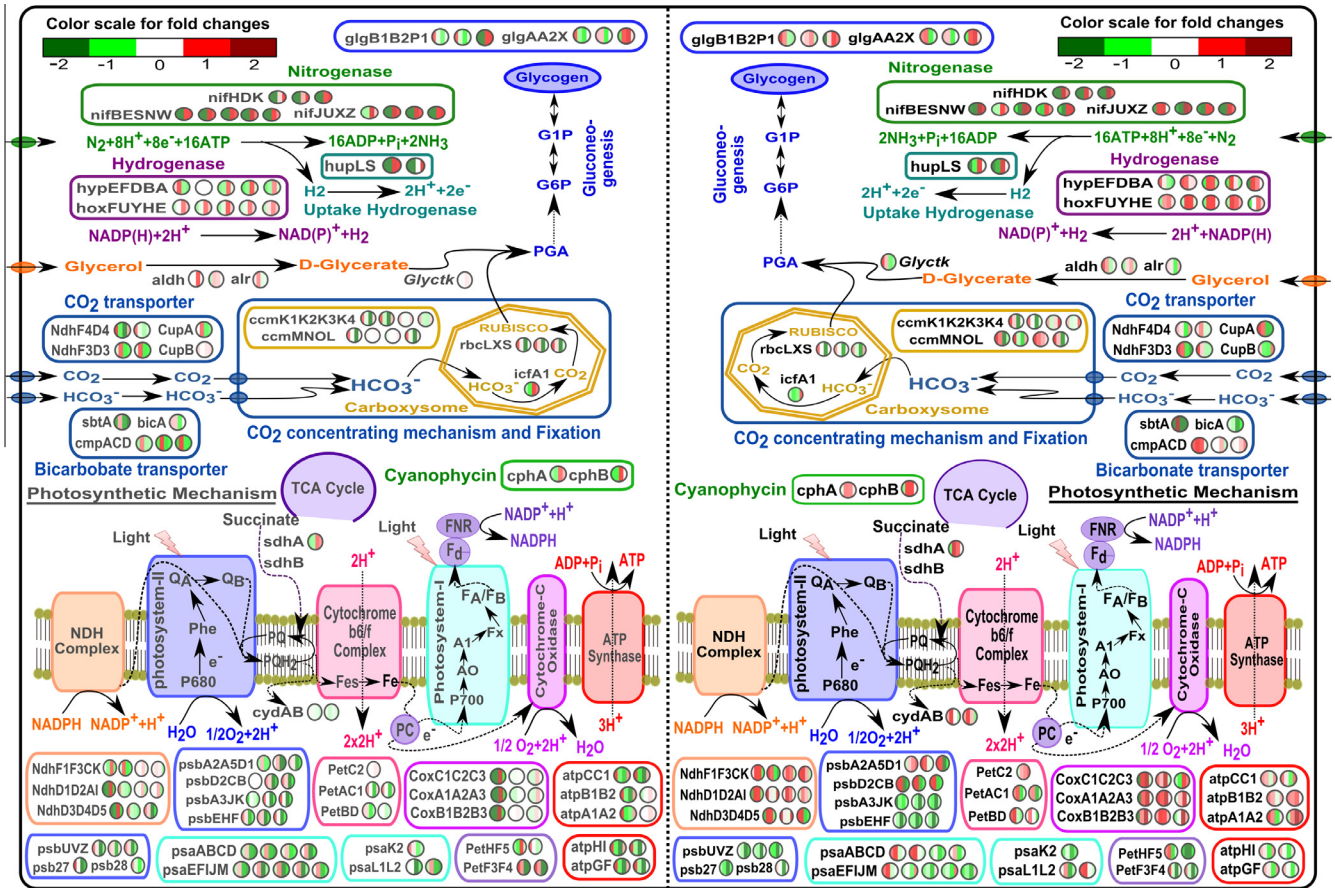 Color scale for fold changes
-2 -1 0 1 2
glgB1B2P1 glgAA2X
Nitrogenase
nifHDK
nifBESNW nifJUXZ
N2+8H⁺+8e⁻+16ATP
16ADP+Pi+2NH3
Hydrogenase
hupLS
hypEFDBA
hoxFUYHE
H2
2H⁺+2e⁻
Uptake Hydrogenase
NADP(H)+2H⁺
NAD(P)⁺+H2
Glycogen
G1P
G6P
Gluconeo-
genesis
PGA
Glycerol
D-Glycerate
aldh alr
Glyctk
CO2 transporter
NdhF4D4 CupA
NdhF3D3 CupB
ccmK1K2K3K4
ccmMNOL
RUBISCO
rbcLXS
icfA1
HCO3⁻
CO2
CO2
CO2
HCO3⁻
HCO3⁻
HCO3⁻
Carboxysome
sbtA bicA
cmpACD
CO2 concentrating mechanism and Fixation
Bicarbobate transporter
Photosynthetic Mechanism
TCA Cycle
Cyanophycin
cphA cphB
Succinate
sdhA
sdhB
Light
Light
FNR
Fd
NADP⁺+H⁺
NADPH
2H⁺
ADP+Pi
ATP
NDH
Complex
photosystem-II
QA
QB
Phe
e⁻
P680
PQ
PQH2
Cytochrome
b6/f
Complex
Fes
Fe
Photosystem-I
FA/FB
Fx
A1
AO
P700
Cytochrome-C
Oxidase
ATP
Synthase
NADPH
NADP⁺+H⁺
H2O
1/2O2+2H⁺
cydAB
2x2H⁺
PC
e⁻
1/2 O2+2H⁺
H2O
3H⁺
NdhF1F3CK
NdhD1D2AI
NdhD3D4D5
psbA2A5D1
psbD2CB
psbA3JK
psbEHF
PetC2
PetAC1
PetBD
CoxC1C2C3
CoxA1A2A3
CoxB1B2B3
atpCC1
atpB1B2
atpA1A2
psbUVZ
psb27 psb28
psaABCD
psaEFIJM
psaK2
psaL1L2
PetHF5
PetF3F4
atpHI
atpGF
glgB1B2P1 glgAA2X
Color scale for fold changes
-2 -1 0 1 2
Glycogen
G1P
G6P
Gluconeo-
genesis
PGA
Nitrogenase
nifHDK
nifBESNW nifJUXZ
2NH3+Pi+16ADP
16ATP+8H⁺+8e⁻+N2
hupLS
Hydrogenase
2H⁺+2e⁻
H2
Uptake Hydrogenase
hypEFDBA
hoxFUYHE
NAD(P)⁺+H2
2H⁺+NADP(H)
Glyctk
D-Glycerate
aldh alr
Glycerol
CO2 transporter
RUBISCO
rbcLXS
icfA1
CO2
HCO3⁻
ccmK1K2K3K4
ccmMNOL
NdhF4D4 CupA
NdhF3D3 CupB
HCO3⁻
CO2
CO2
HCO3⁻
HCO3⁻
Carboxysome
CO2 concentrating mechanism and Fixation
sbtA bicA
cmpACD
Bicarbonate transporter
Cyanophycin
cphA cphB
TCA Cycle
Photosynthetic Mechanism
Succinate
sdhA
sdhB
Light
Light
FNR
Fd
NADP⁺+H⁺
NADPH
2H⁺
ADP+Pi
ATP
NDH
Complex
photosystem-II
QA
QB
Phe
e⁻
P680
PQ
PQH2
Cytochrome
b6/f
Complex
Fes
Fe
Photosystem-I
FA/FB
Fx
A1
AO
P700
Cytochrome-C
Oxidase
ATP
Synthase
NADPH
NADP⁺+H⁺
H2O
1/2O2+2H⁺
cydAB
2x2H⁺
PC
e⁻
1/2 O2+2H⁺
H2O
3H⁺
NdhF1F3CK
NdhD1D2AI
NdhD3D4D5
psbA2A5D1
psbD2CB
psbA3JK
psbEHF
PetC2
PetAC1
PetBD
CoxC1C2C3
CoxA1A2A3
CoxB1B2B3
atpCC1
atpB1B2
atpA1A2
psbUVZ
psb27 psb28
psaABCD
psaEFIJM
psaK2
psaL1L2
PetHF5
PetF3F4
atpHI
atpGF